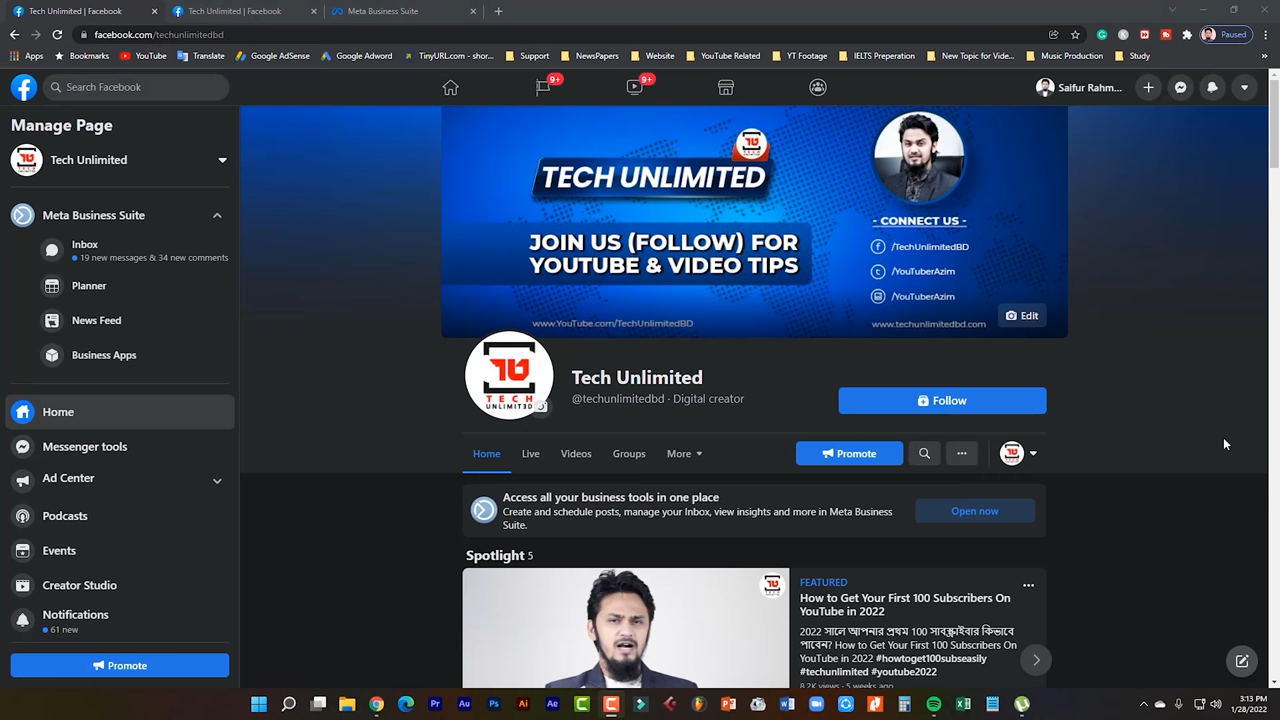 Tech Unlimited | Facebook
Tech Unlimited | Facebook
Meta Business Suite
facebook.com/techunlimitedbd
Paused
Apps
Bookmarks
YouTube
Translate
Google AdSense
Google Adword
TinyURL.com - shor...
Support
NewsPapers
Website
YouTube Related
YT Footage
IELTS Preperation
New Topic for Vide...
Music Production
Study
Search Facebook
9+
9+
Saifur Rahm...
Manage Page
Tech Unlimited
Meta Business Suite
Inbox
19 new messages & 34 new comments
Planner
News Feed
Business Apps
Home
Messenger tools
Ad Center
Podcasts
Events
Creator Studio
Notifications
61 new
Promote
TECH UNLIMITED
JOIN US (FOLLOW) FOR
YOUTUBE & VIDEO TIPS
www.YouTube.com/TechUnlimitedBD
- CONNECT US -
/TechUnlimitedBD
/YouTuberAzim
/YouTuberAzim
www.techunlimitedbd.com
Edit
TECH
UNLIMIT3D
Tech Unlimited
@techunlimitedbd · Digital creator
Follow
Home
Live
Videos
Groups
More
Promote
Access all your business tools in one place
Create and schedule posts, manage your Inbox, view insights and more in Meta Business
Suite.
Open now
Spotlight 5
FEATURED
How to Get Your First 100 Subscribers On
YouTube in 2022
2022 সালে আপনার প্রথম 100 সাবস্ক্রাইবার কিভাবে
পাবেন? How to Get Your First 100 Subscribers On
YouTube in 2022 #howtoget100subseasily
#techunlimited #youtube2022
8.2K views · 5 weeks ago
3:13 PM
1/28/2022